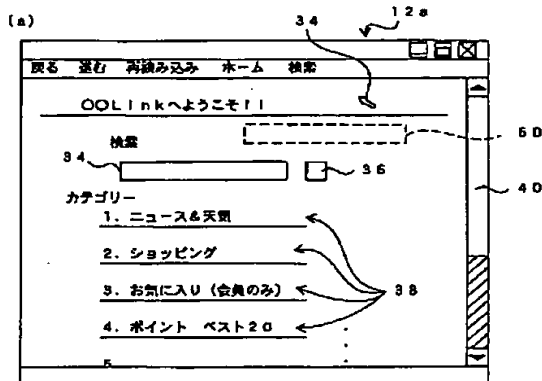 (a)
34
12a
戻る 進む 再読み込み ホーム 検索
〇〇Linkへようこそ!!
60
検索
34
36
40
カテゴリー
1. ニュース&天気
2. ショッピング
38
3. お気に入り(会員のみ)
4. ポイント ベスト20
5